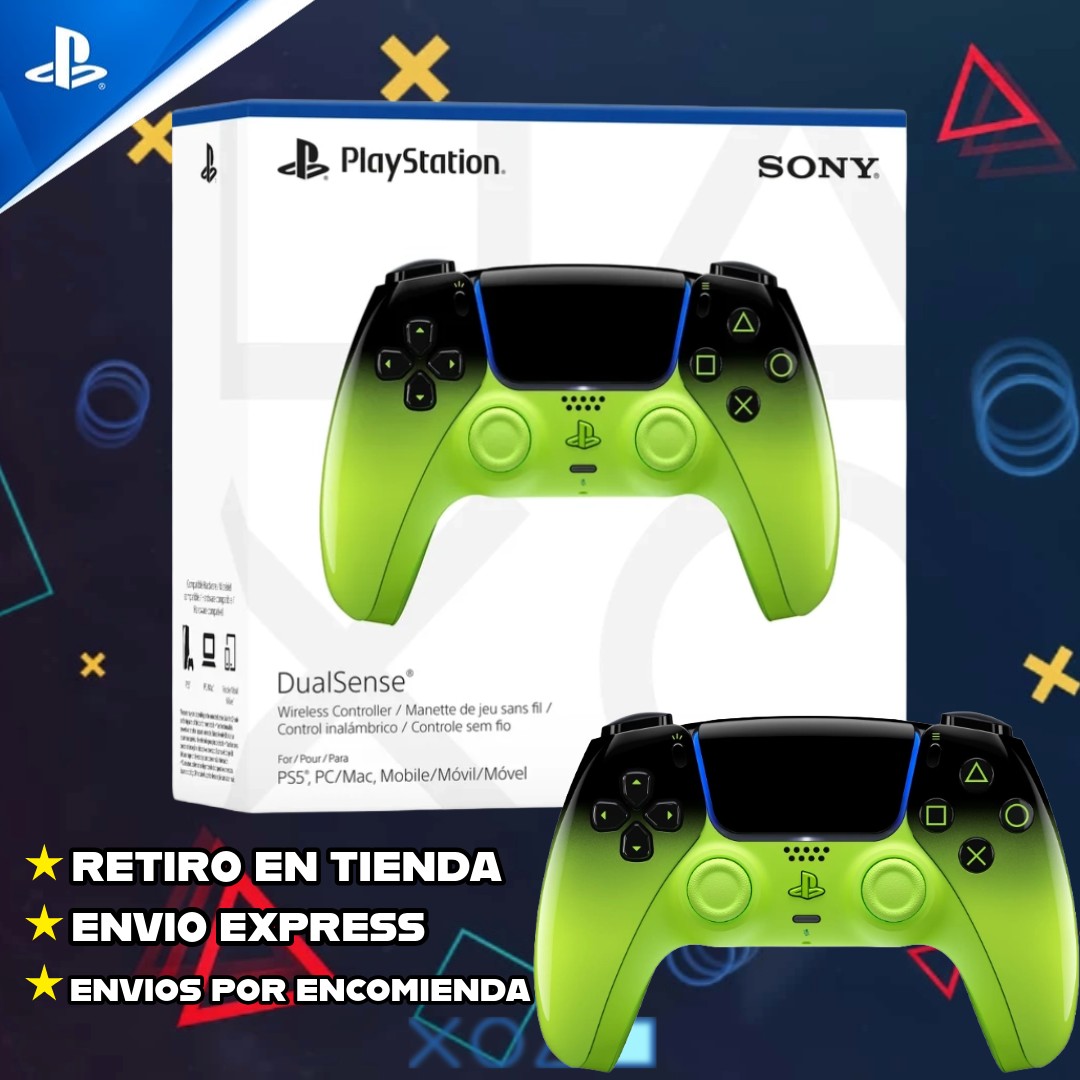 PlayStation®
SONY®
DualSense®
Wireless Controller / Manette de jeu sans fil /
Control inalámbrico / Controle sem fio
For/Pour/Para
PS5®, PC/Mac, Mobile/Móvil/Móvel
RETIRO EN TIENDA
ENVIO EXPRESS
ENVIOS POR ENCOMIENDA